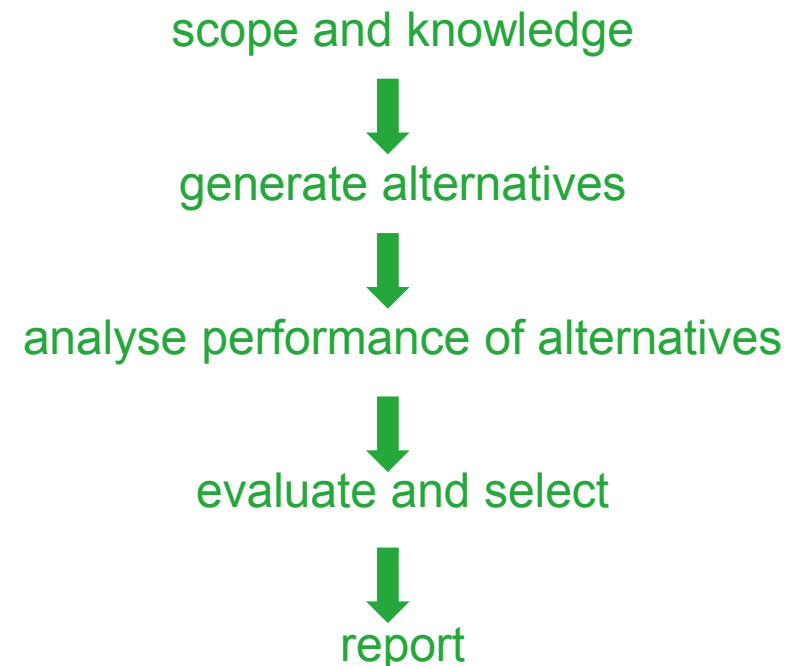 scope and knowledge
generate alternatives
analyse performance of alternatives
evaluate and select
report